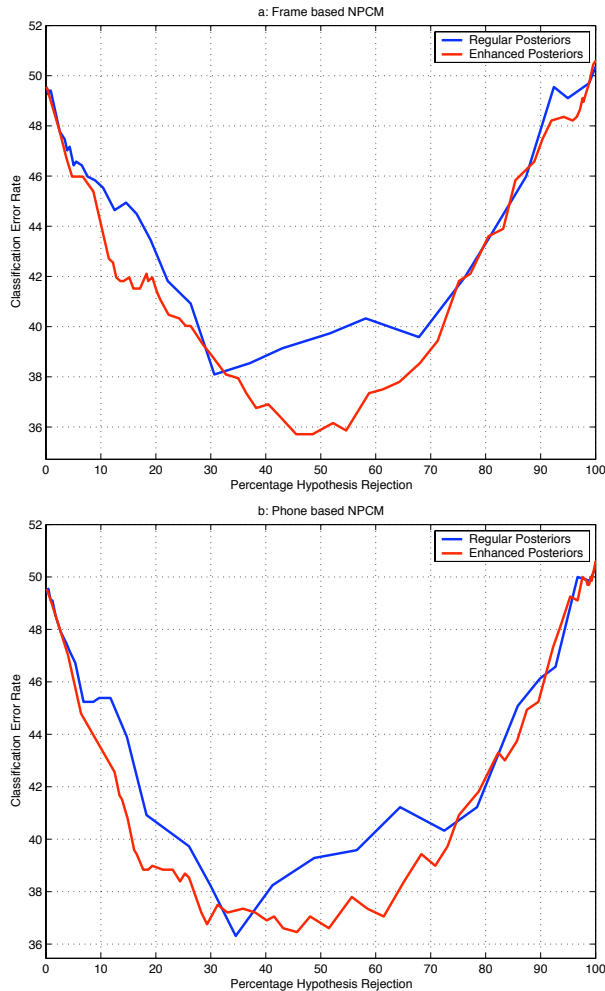 a: Frame based NPCM
52
50
48
46
44
42
40
38
36
Classification Error Rate
Regular Posteriors
Enhanced Posteriors
0 10 20 30 40 50 60 70 80 90 100
Percentage Hypothesis Rejection
b: Phone based NPCM
52
50
48
46
44
42
40
38
36
Classification Error Rate
Regular Posteriors
Enhanced Posteriors
0 10 20 30 40 50 60 70 80 90 100
Percentage Hypothesis Rejection